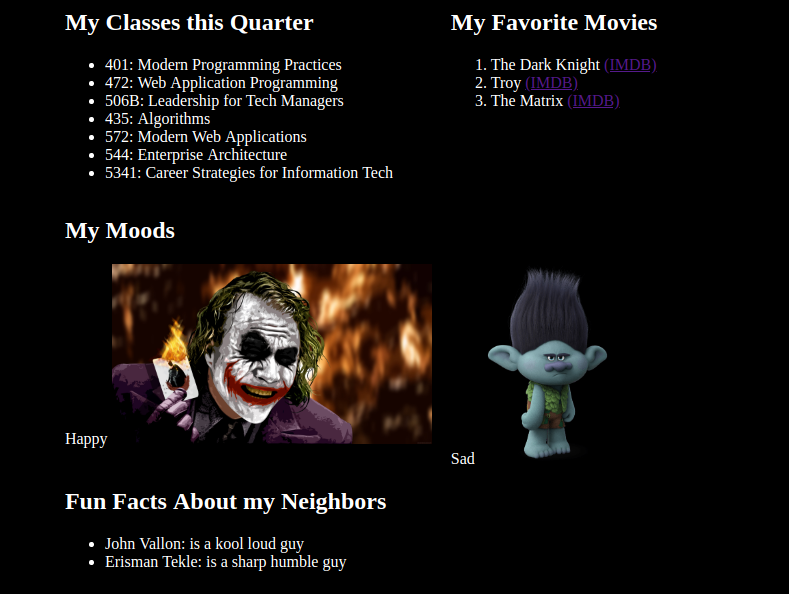 My Classes this Quarter
401: Modern Programming Practices
472: Web Application Programming
506B: Leadership for Tech Managers
435: Algorithms
572: Modern Web Applications
544: Enterprise Architecture
5341: Career Strategies for Information Tech
My Favorite Movies
1. The Dark Knight (IMDB)
2. Troy (IMDB)
3. The Matrix (IMDB)
My Moods
Happy
Sad
Fun Facts About my Neighbors
John Vallon: is a kool loud guy
Erisman Tekle: is a sharp humble guy